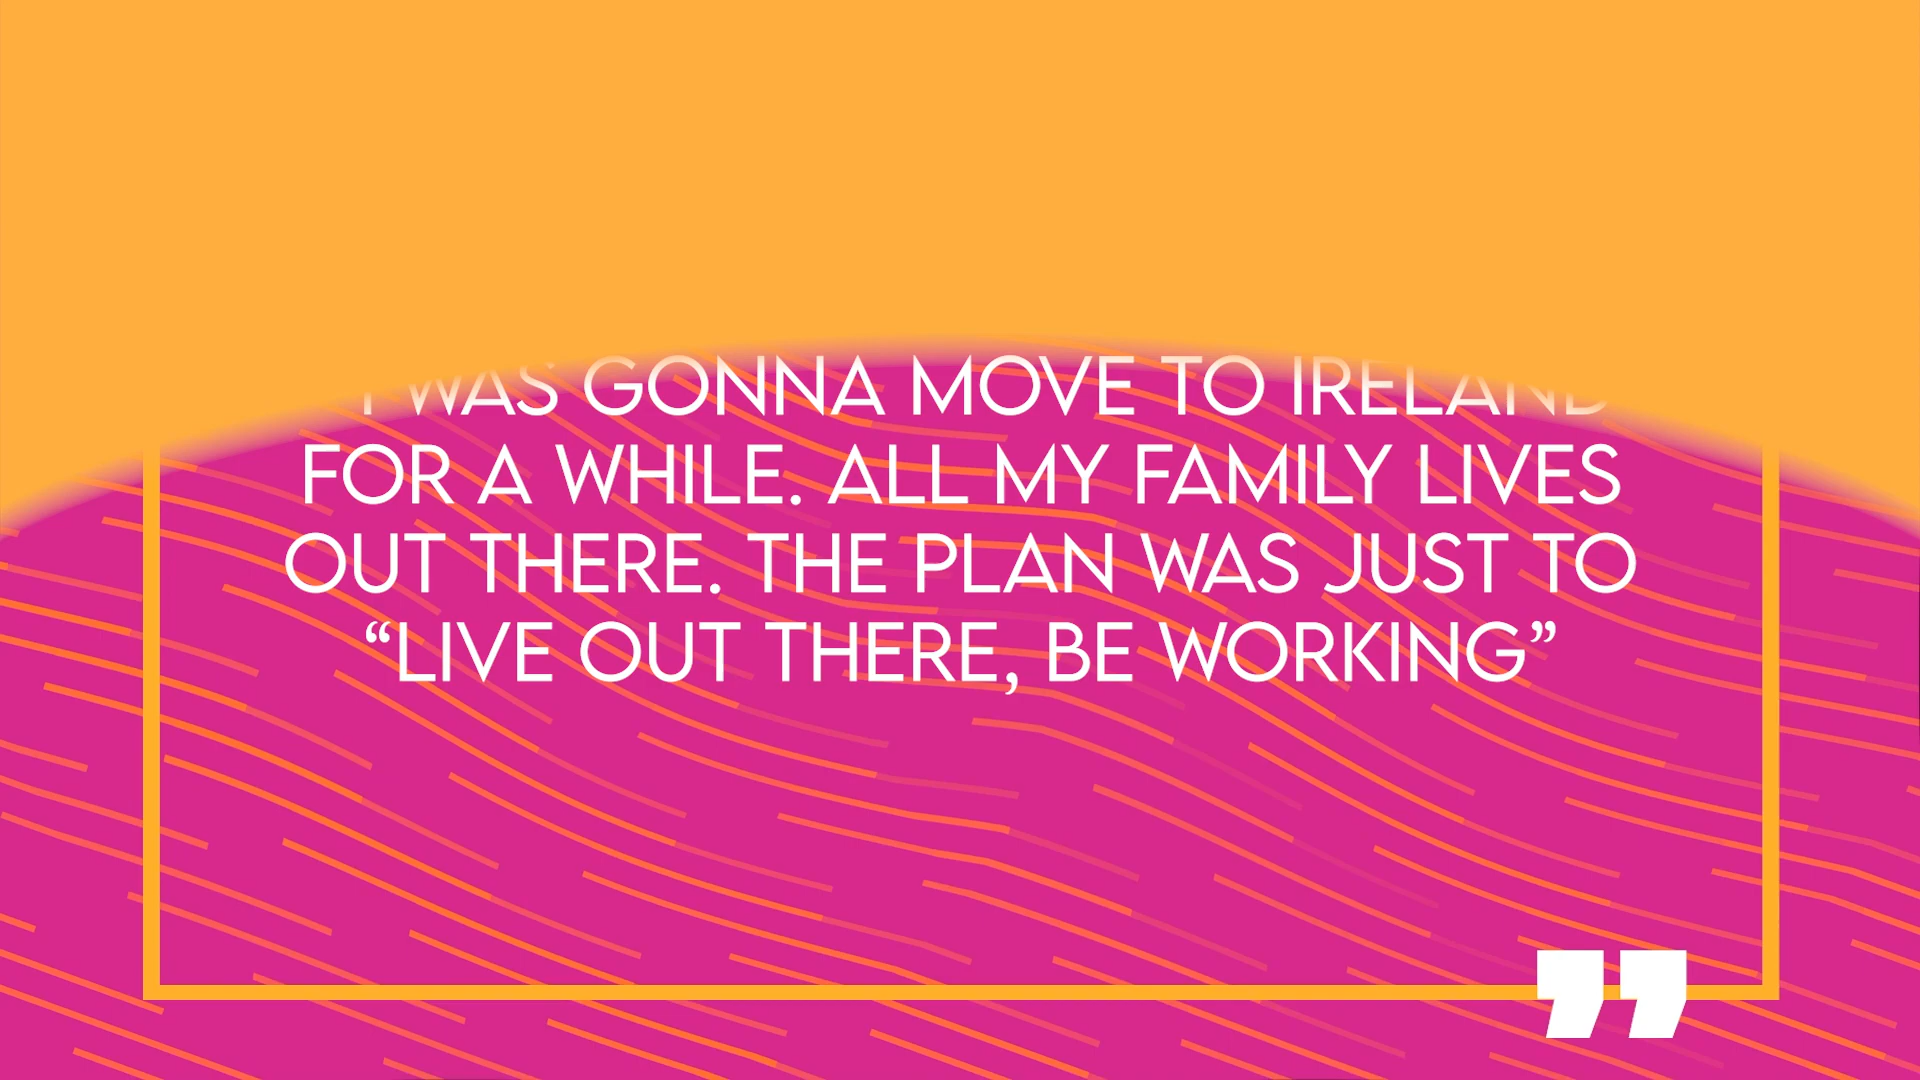 I WAS GONNA MOVE TO IRELAND
FOR A WHILE. ALL MY FAMILY LIVES
OUT THERE. THE PLAN WAS JUST TO
“LIVE OUT THERE, BE WORKING”
”